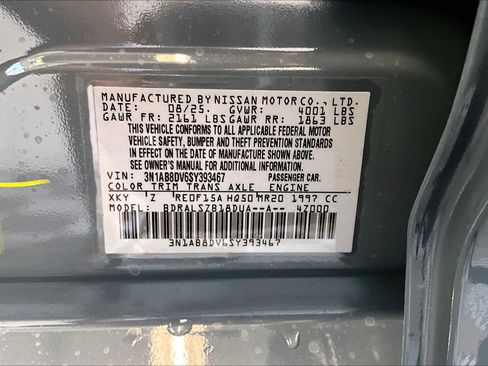 MANUFACTURED BY NISSAN MOTOR CO., LTD.
DATE: 08/25. GVWR: 4001 LBS
GAWR FR: 2161 LBS GAWR RR: 1863 LBS
THIS VEHICLE CONFORMS TO ALL APPLICABLE FEDERAL MOTOR
VEHICLE SAFETY, BUMPER AND THEFT PREVENTION STANDARDS
IN EFFECT ON THE DATE OF MANUFACTURE SHOWN ABOVE.
SEE OWNER'S MANUAL FOR ADDITIONAL INFORMATION.
VIN: 3N1AB8DV6SY393467 PASSENGER CAR.
COLOR TRIM TRANS AXLE ENGINE
XKY Z RE0F15A HQ50 MR20 1997 CC
MODEL: BDRALSZB18DUA--A-- 47000
3N1AB8DV6SY393467